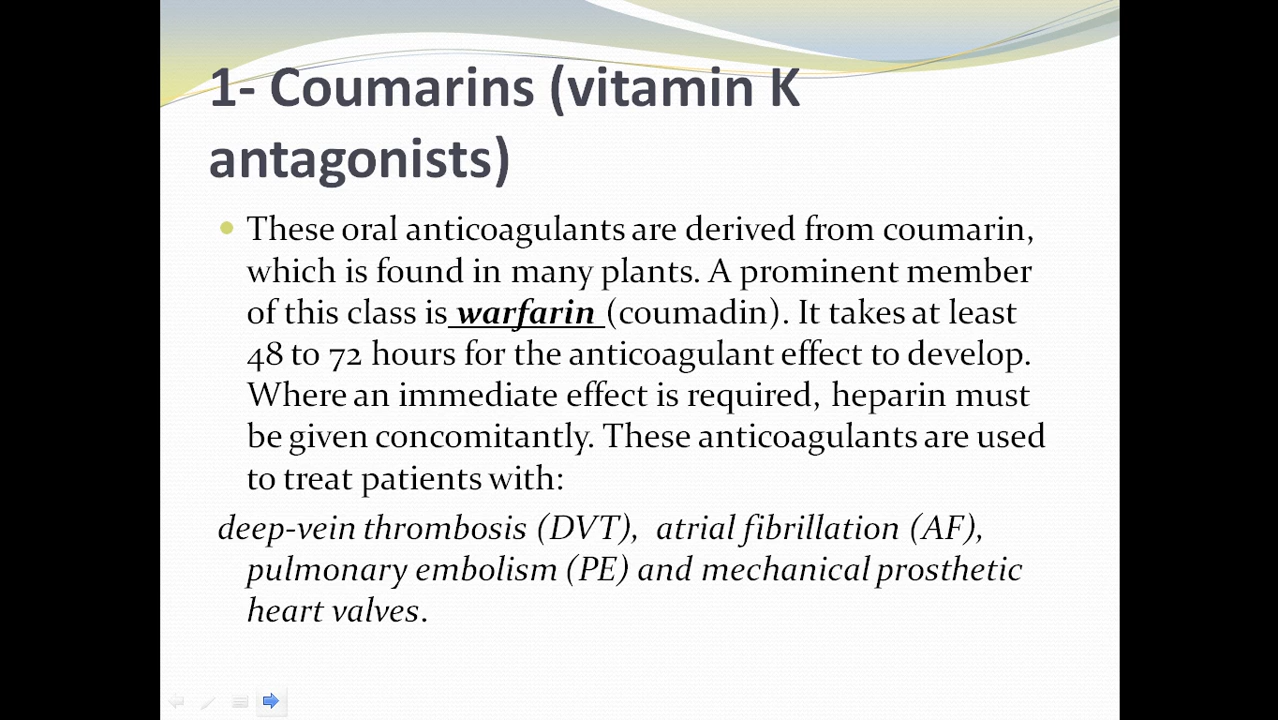 1- Coumarins (vitamin K
antagonists)
These oral anticoagulants are derived from coumarin,
which is found in many plants. A prominent member
of this class is warfarin (coumadin). It takes at least
48 to 72 hours for the anticoagulant effect to develop.
Where an immediate effect is required, heparin must
be given concomitantly. These anticoagulants are used
to treat patients with:
deep-vein thrombosis (DVT), atrial fibrillation (AF),
pulmonary embolism (PE) and mechanical prosthetic
heart valves.